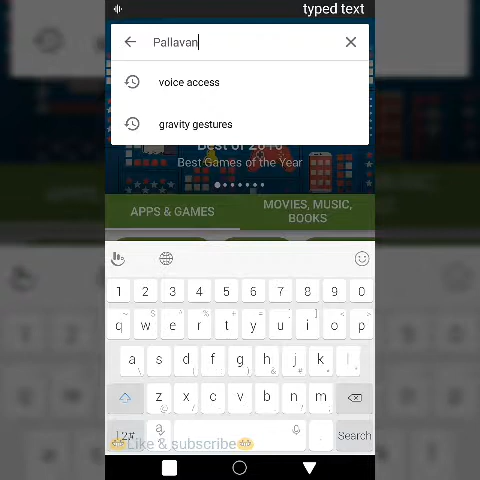 typed text
Pallavan
voice access
gravity gestures
Best of 2016
Best Games of the Year
APPS & GAMES
MOVIES, MUSIC,
BOOKS
1 2 3 4 5 6 7 8 9 0
q w e r t y u i o p
a s d f g h j k l
z x c v b n m
12# . Search
Like & subscribe